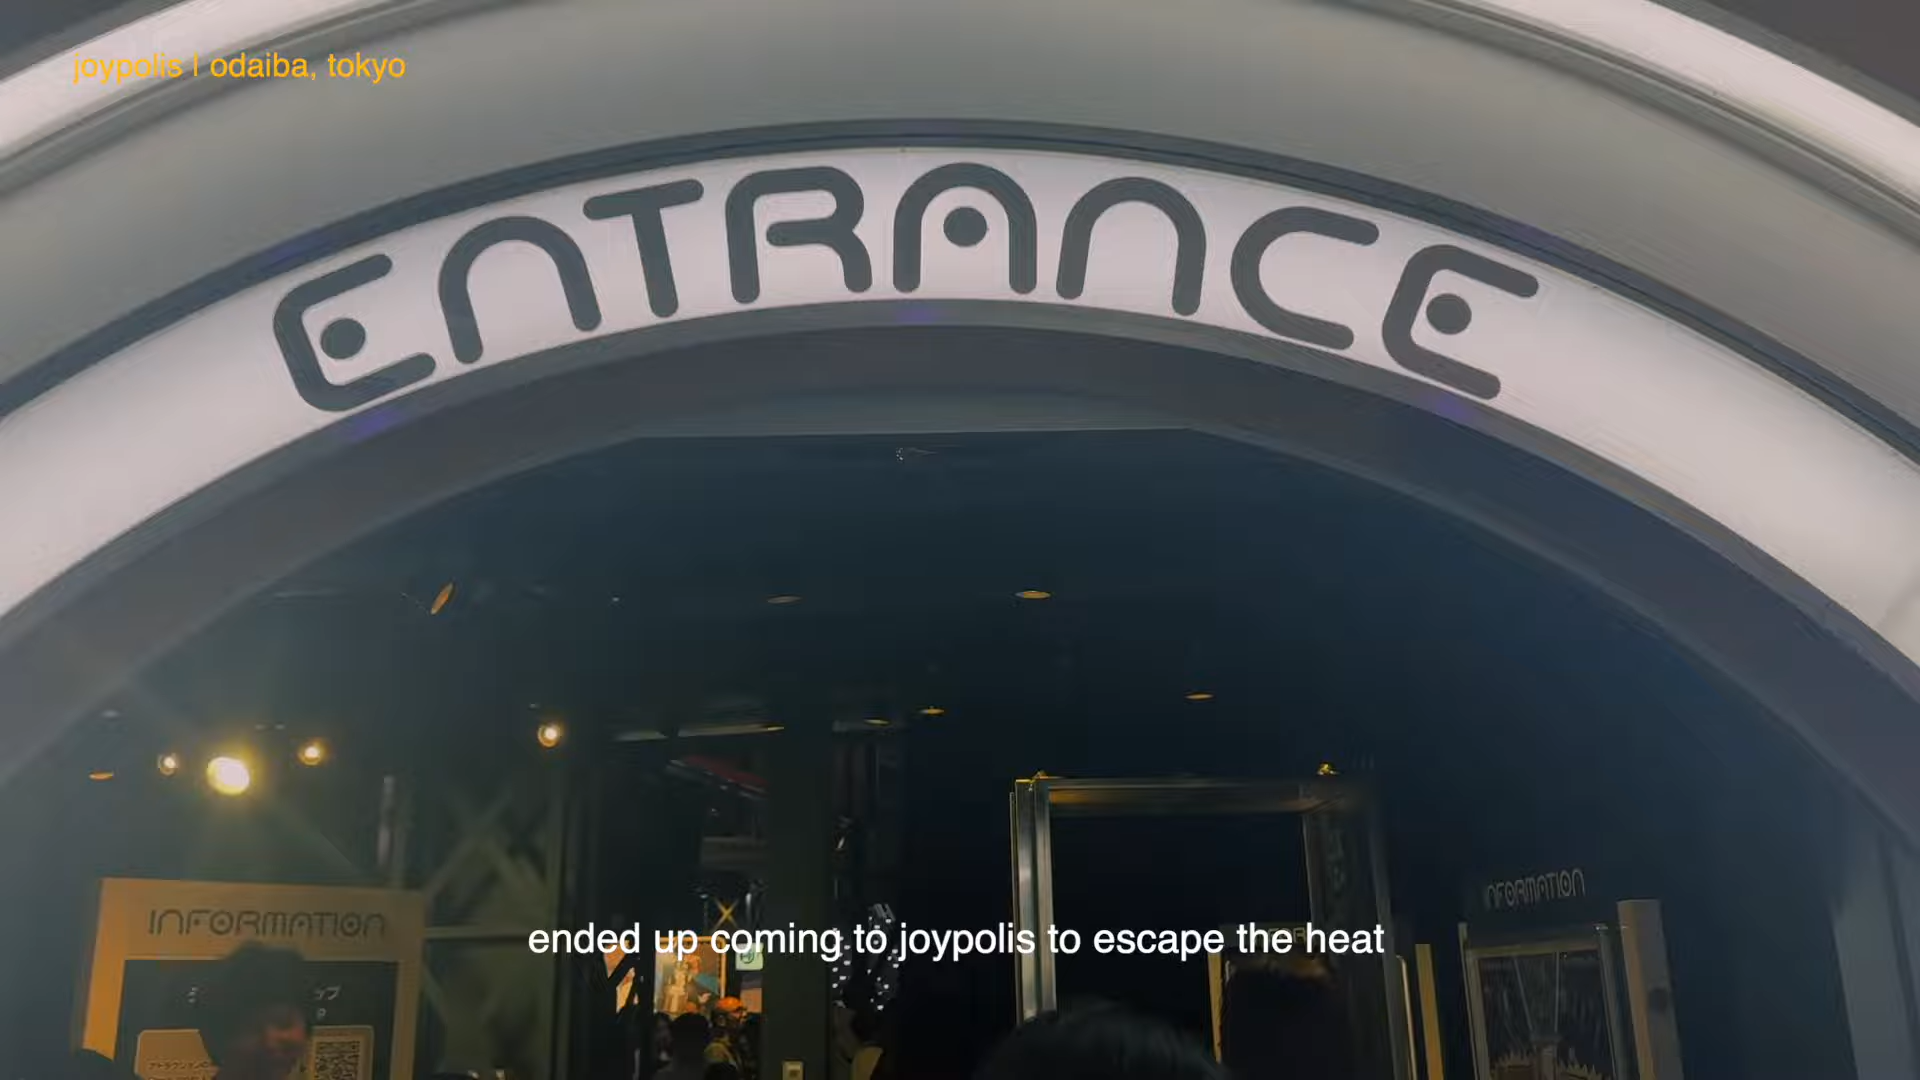 joypolis | odaiba, tokyo
ENTRANCE
INFORMATION
INFORMATION
ended up coming to joypolis to escape the heat